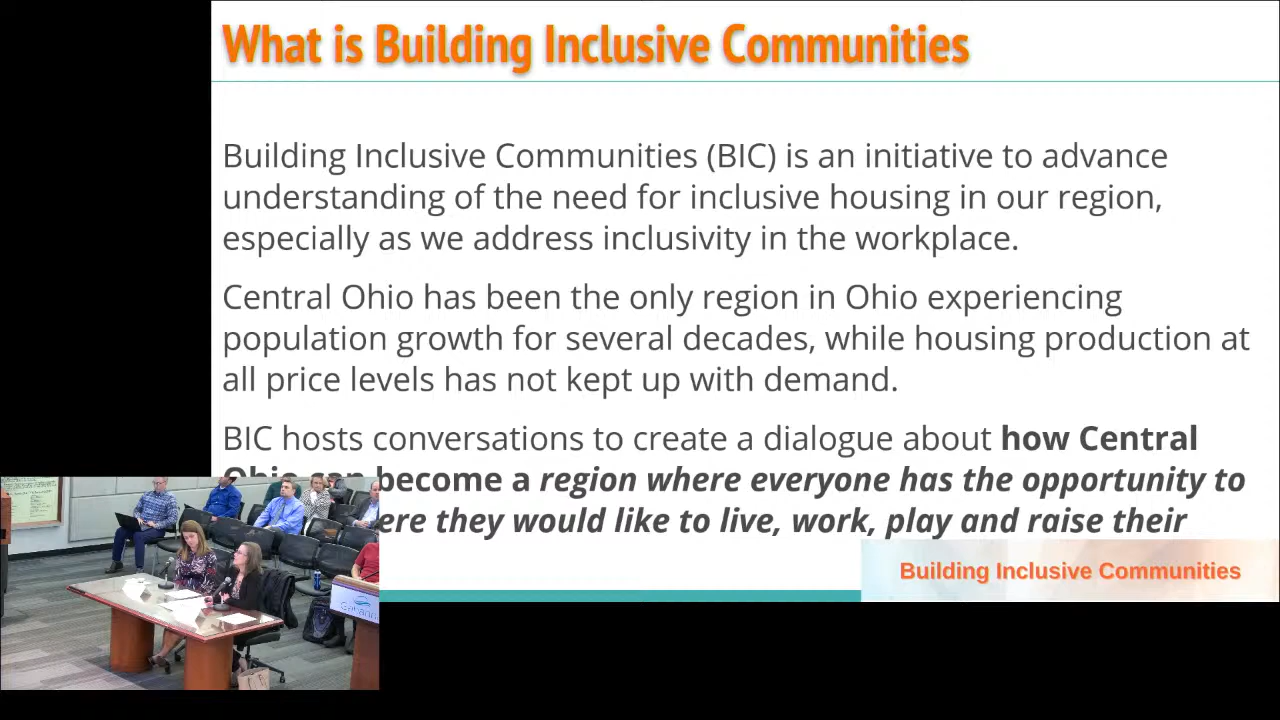 What is Building Inclusive Communities
Building Inclusive Communities (BIC) is an initiative to advance
understanding of the need for inclusive housing in our region,
especially as we address inclusivity in the workplace.
Central Ohio has been the only region in Ohio experiencing
population growth for several decades, while housing production at
all price levels has not kept up with demand.
BIC hosts conversations to create a dialogue about how Central
Ohio can become a region where everyone has the opportunity to
they would like to live, work, play and raise their
Building Inclusive Communities